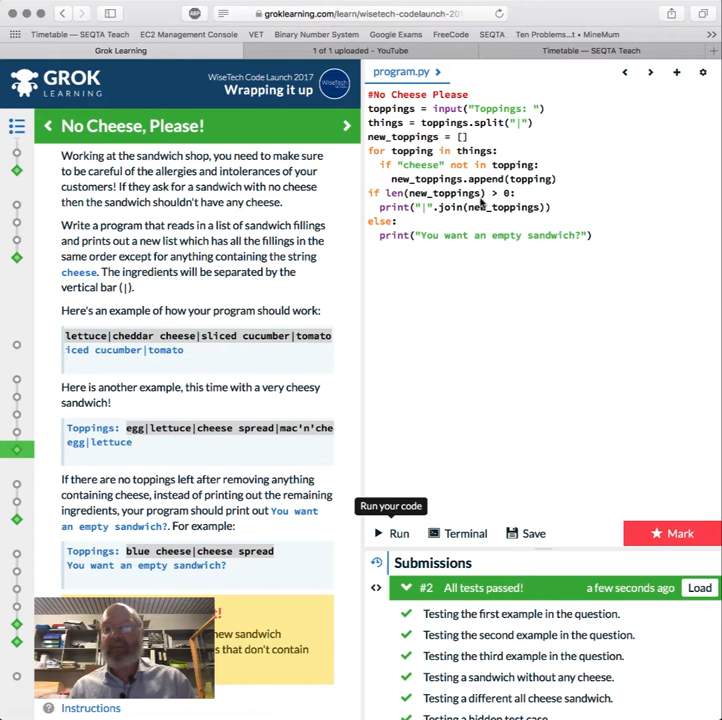 groklearning.com/learn/wisetech-codelaunch-201
Timetable — SEQTA Teach
EC2 Management Console
VET
Binary Number System
Google Exams
FreeCode
SEQTA
Ten Problems…t • MineMum
Grok Learning
1 of 1 uploaded - YouTube
Timetable — SEQTA Teach
GROK
LEARNING
WiseTech Code Launch 2017
Wrapping it up
No Cheese, Please!
Working at the sandwich shop, you need to make sure
to be careful of the allergies and intolerances of your
customers! If they ask for a sandwich with no cheese
then the sandwich shouldn't have any cheese.
Write a program that reads in a list of sandwich fillings
and prints out a new list which has all the fillings in the
same order except for anything containing the string
cheese. The ingredients will be separated by the
vertical bar (|).
Here's an example of how your program should work:
lettuce|cheddar cheese|sliced cucumber|tomato
iced cucumber|tomato
Here is another example, this time with a very cheesy
sandwich!
Toppings: egg|lettuce|cheese spread|mac'n'che
egg|lettuce
If there are no toppings left after removing anything
containing cheese, instead of printing out the remaining
ingredients, your program should print out You want
an empty sandwich?. For example:
Toppings: blue cheese|cheese spread
You want an empty sandwich?
new sandwich
s that don't contain
Instructions
program.py
#No Cheese Please
toppings = input("Toppings: ")
things = toppings.split("|")
new_toppings = []
for topping in things:
  if "cheese" not in topping:
    new_toppings.append(topping)
if len(new_toppings) > 0:
  print("|".join(new_toppings))
else:
  print("You want an empty sandwich?")
Run your code
Run
Terminal
Save
Mark
Submissions
#2 All tests passed! a few seconds ago Load
Testing the first example in the question.
Testing the second example in the question.
Testing the third example in the question.
Testing a sandwich without any cheese.
Testing a different all cheese sandwich.
Testing a hidden test case.